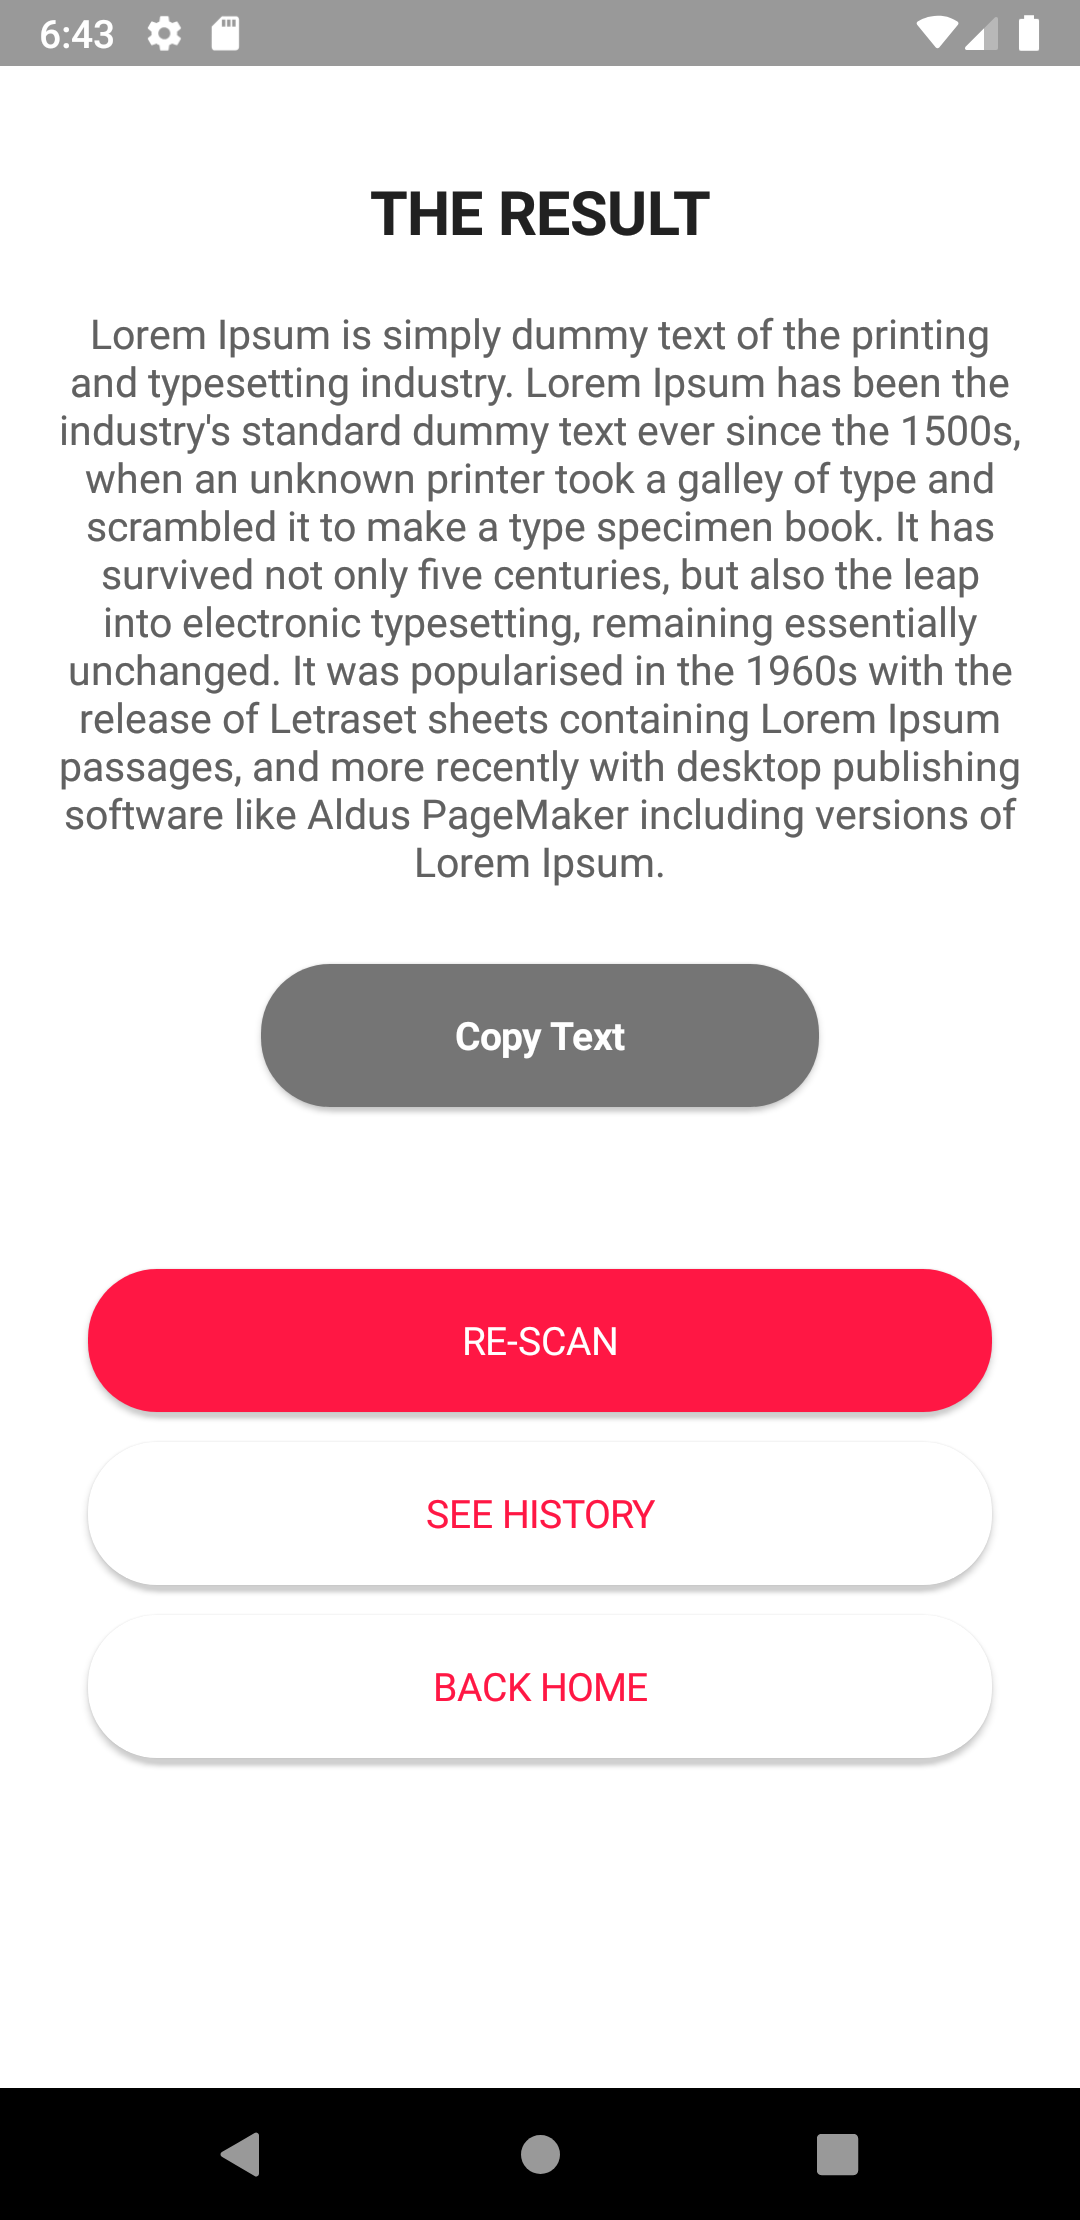 6:43
THE RESULT
Lorem Ipsum is simply dummy text of the printing
and typesetting industry. Lorem Ipsum has been the
industry's standard dummy text ever since the 1500s,
when an unknown printer took a galley of type and
scrambled it to make a type specimen book. It has
survived not only five centuries, but also the leap
into electronic typesetting, remaining essentially
unchanged. It was popularised in the 1960s with the
release of Letraset sheets containing Lorem Ipsum
passages, and more recently with desktop publishing
software like Aldus PageMaker including versions of
Lorem Ipsum.
Copy Text
RE-SCAN
SEE HISTORY
BACK HOME